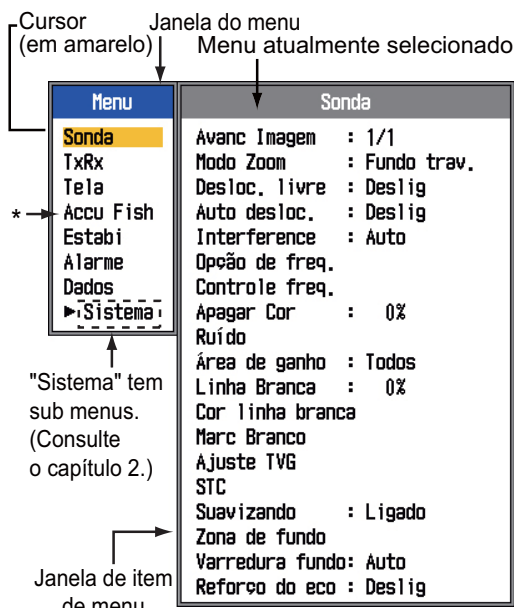 Cursor
(em amarelo)
Janela do menu
Menu atualmente selecionado
Menu
Sonda
TxRx
Tela
* Accu Fish
Estabi
Alarme
Dados
►Sistema
"Sistema" tem
sub menus.
(Consulte
o capítulo 2.)
Janela de item
de menu
Sonda
Avanc Imagem : 1/1
Modo Zoom : Fundo trav.
Desloc. livre : Deslig
Auto desloc. : Deslig
Interference : Auto
Opção de freq.
Controle freq.
Apagar Cor : 0%
Ruído
Área de ganho : Todos
Linha Branca : 0%
Cor linha branca
Marc Branco
Ajuste TVG
STC
Suavizando : Ligado
Zona de fundo
Varredura fundo: Auto
Reforço do eco : Deslig